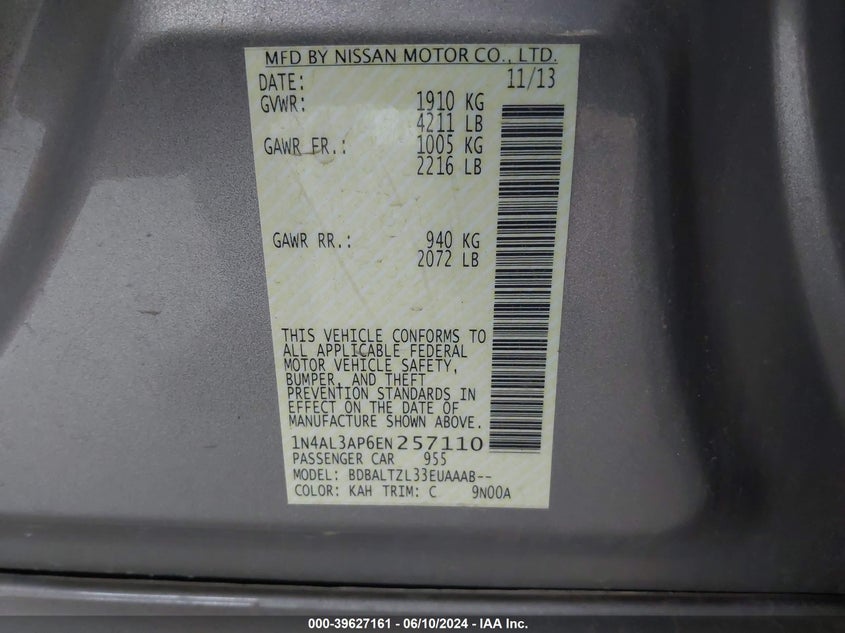 MFD BY NISSAN MOTOR CO., LTD.
DATE: 11/13
GVWR: 1910 KG
4211 LB
GAWR FR.: 1005 KG
2216 LB
GAWR RR.: 940 KG
2072 LB
THIS VEHICLE CONFORMS TO
ALL APPLICABLE FEDERAL
MOTOR VEHICLE SAFETY,
BUMPER, AND THEFT
PREVENTION STANDARDS IN
EFFECT ON THE DATE OF
MANUFACTURE SHOWN ABOVE.
1N4AL3AP6EN257110
PASSENGER CAR 955
MODEL: BDBALTZL33EUAAAB--
COLOR: KAH TRIM: C 9N00A
000-39627161 - 06/10/2024 - IAA Inc.